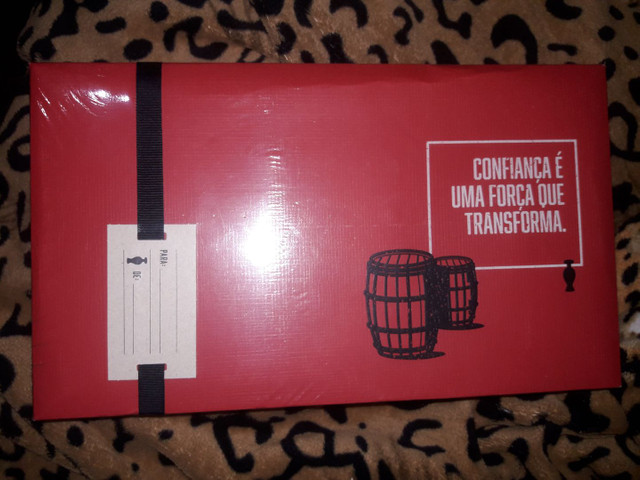 CONFIANÇA É
UMA FORÇA QUE
TRANSFORMA.
PARA:
DE: